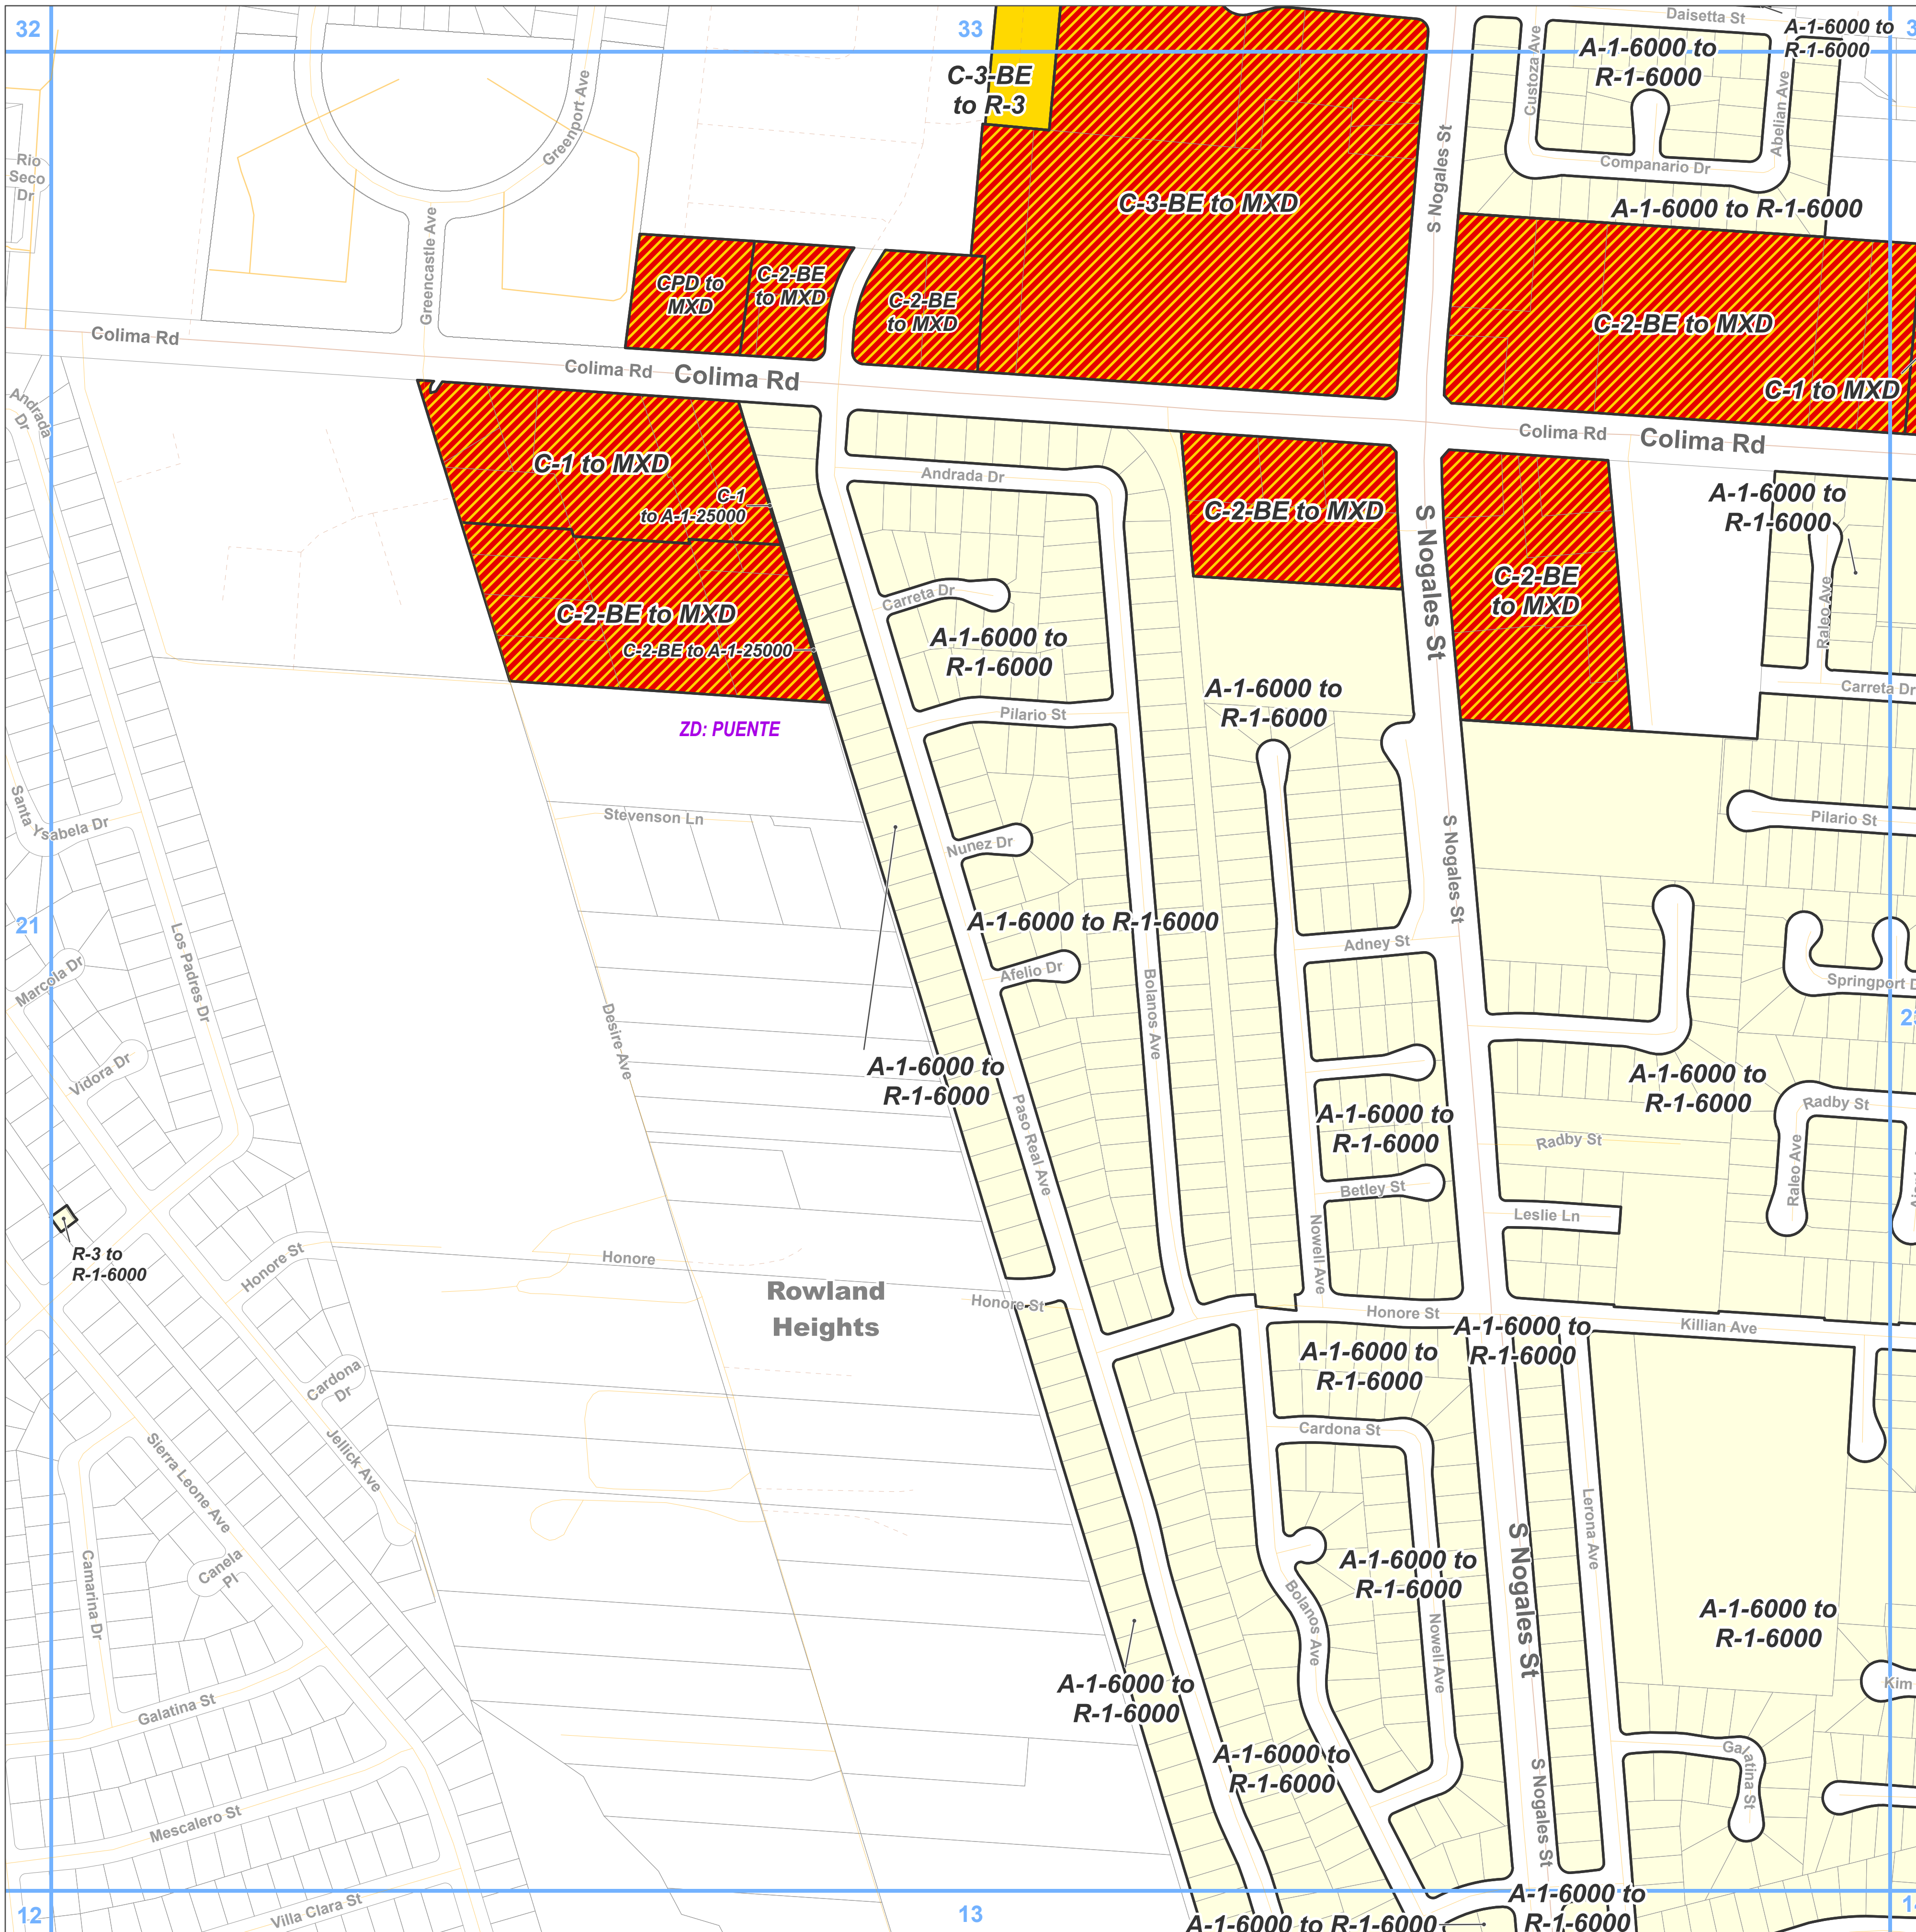 32
33
Daisetta St
A-1-6000 to
R-1-6000
Custoza Ave
A-1-6000 to
R-1-6000
Abelian Ave
C-3-BE
to R-3
Greenport Ave
Rio
Seco
Dr
S Nogales St
Companario Dr
C-3-BE to MXD
A-1-6000 to R-1-6000
Greencastle Ave
CPD to
MXD
C-2-BE
to MXD
C-2-BE
to MXD
C-2-BE to MXD
Colima Rd
Colima Rd
Colima Rd
C-1 to MXD
Andrada
Dr
Colima Rd
Colima Rd
C-1 to MXD
Andrada Dr
C-1
to A-1-25000
C-2-BE to MXD
A-1-6000 to
R-1-6000
S Nogales St
C-2-BE
to MXD
Raleo Ave
Carreta Dr
C-2-BE to MXD
C-2-BE to A-1-25000
A-1-6000 to
R-1-6000
Carreta Dr
A-1-6000 to
R-1-6000
Pilario St
ZD: PUENTE
Santa
Ysabela Dr
Stevenson Ln
Pilario St
Nunez Dr
S Nogales St
21
Los Padres Dr
A-1-6000 to R-1-6000
Adney St
Marcola Dr
Afelio Dr
Springport D
Desire Ave
Bolanos Ave
Vidora Dr
A-1-6000 to
R-1-6000
A-1-6000 to
R-1-6000
Radby St
A-1-6000 to
R-1-6000
Radby St
Paso Real Ave
Betley St
Raleo Ave
Leslie Ln
Nowell Ave
R-3 to
R-1-6000
Honore St
Honore
Rowland
Heights
Honore St
Honore St
Killian Ave
A-1-6000 to
R-1-6000
A-1-6000 to
R-1-6000
Cardona
Dr
Cardona St
Jellick Ave
Sierra Leone Ave
Lerona Ave
S Nogales St
Canela
Pl
Camarina Dr
A-1-6000 to
R-1-6000
Bolanos Ave
Nowell Ave
A-1-6000 to
R-1-6000
A-1-6000 to
R-1-6000
Kim
Galatina St
Galatina St
A-1-6000 to
R-1-6000
S Nogales St
Mescalero St
Villa Clara St
A-1-6000 to
R-1-6000
A-1-6000 to R-1-6000
12
13